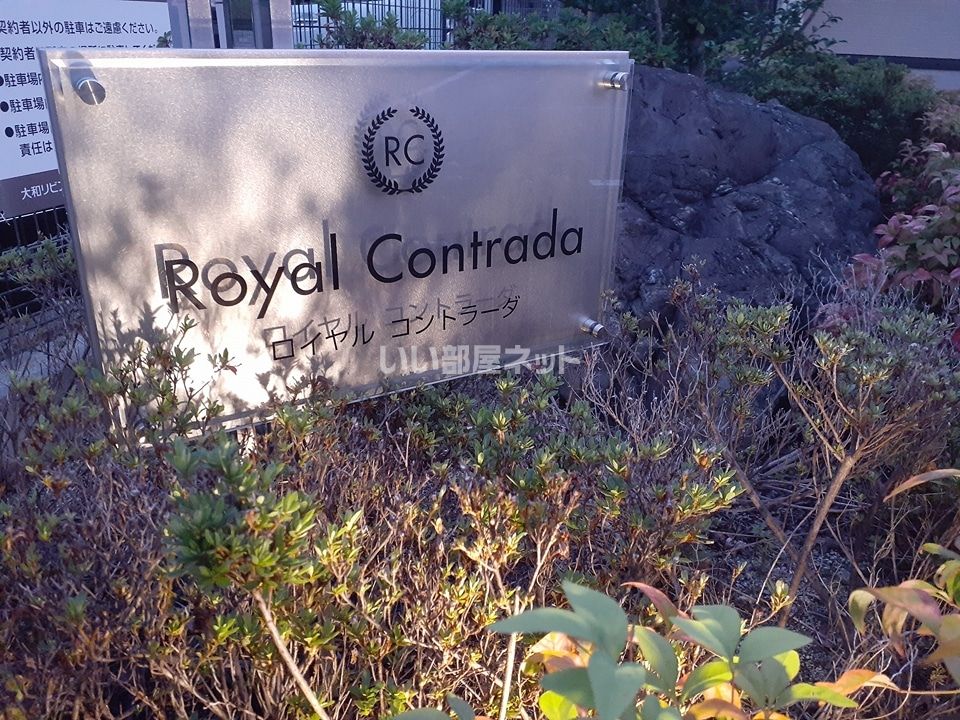 契約者以外の駐車はご遠慮ください。
契約者
●駐車場内
●駐車場
●駐車場
責任は
大和リビン
RC
Royal Contrada
ロイヤル コントラーダ
いい部屋ネット